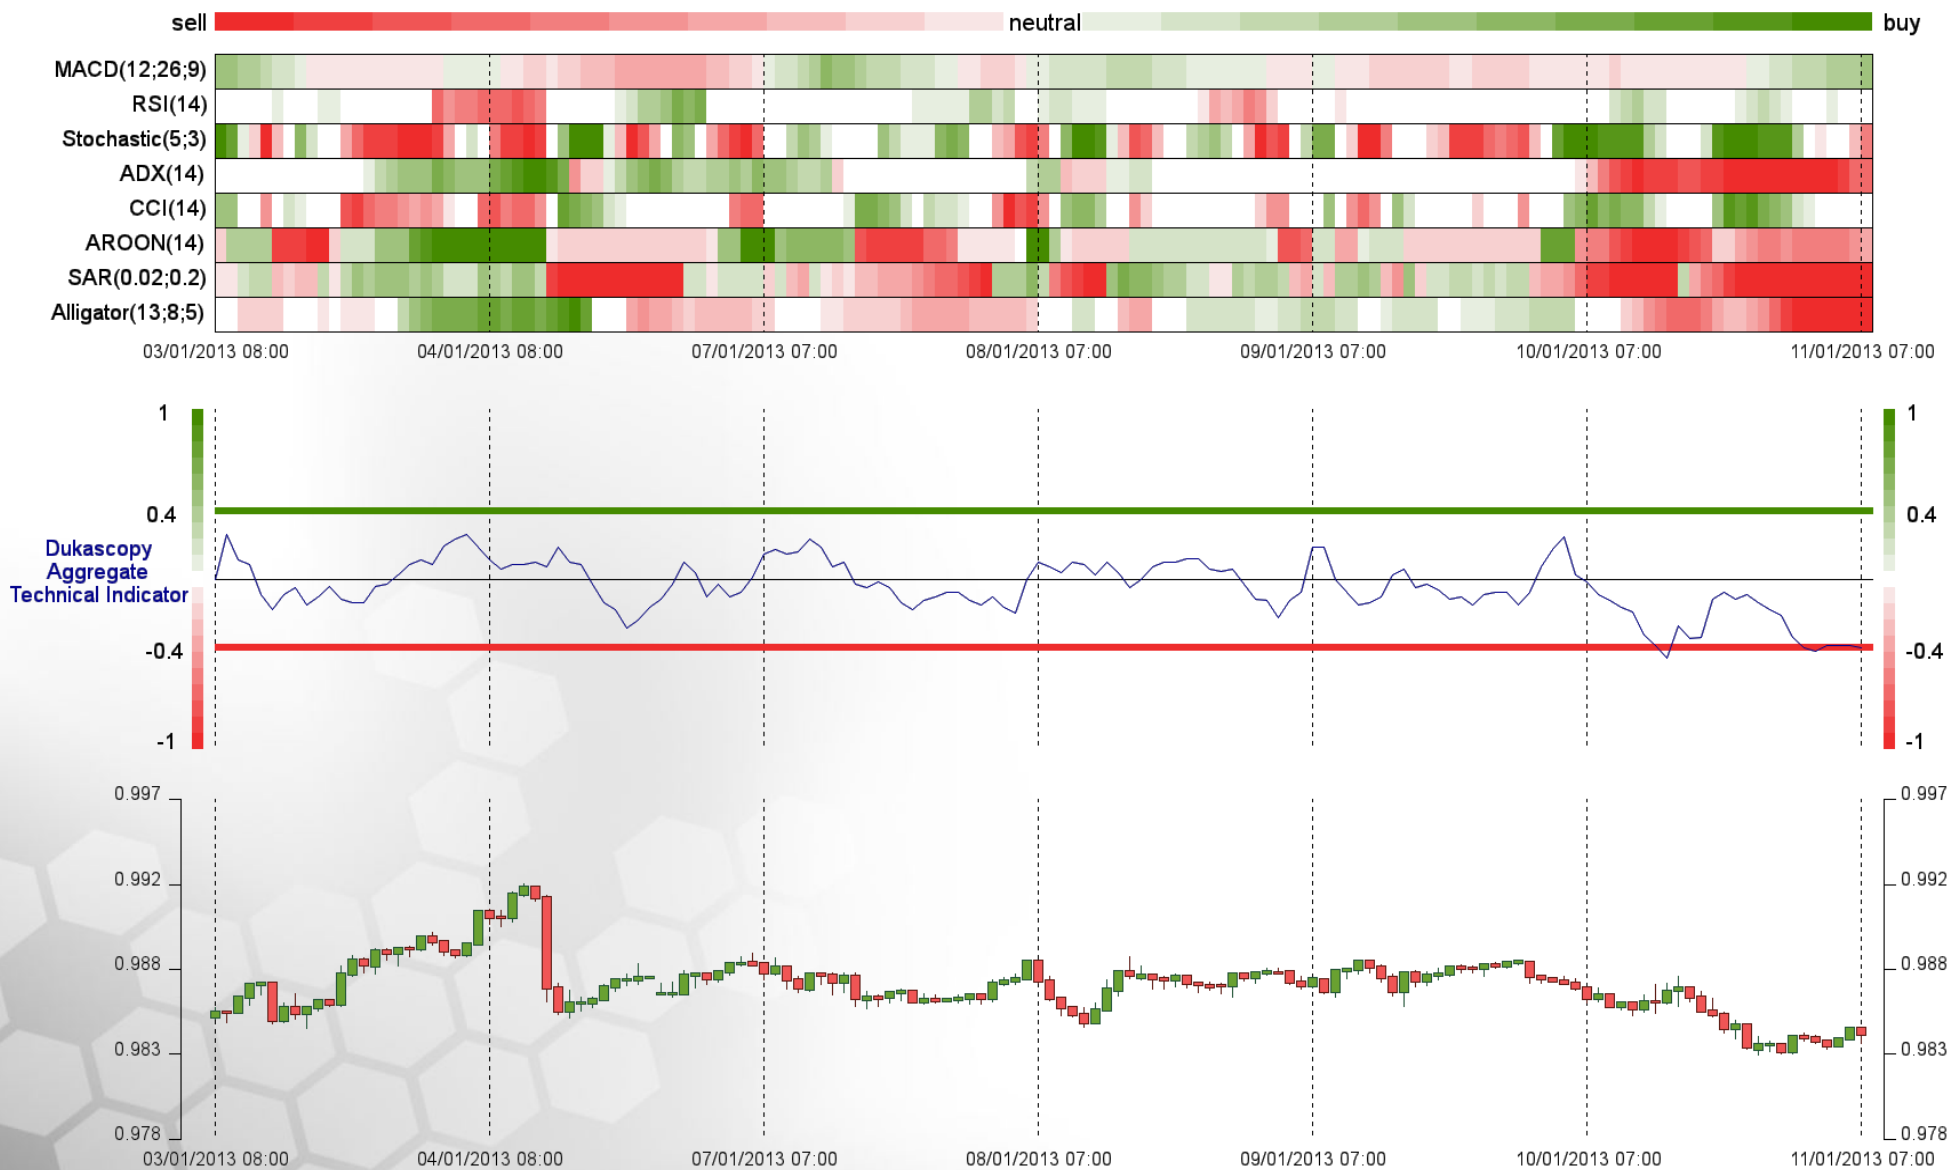 sell neutral buy
MACD(12;26;9)
RSI(14)
Stochastic(5;3)
ADX(14)
CCI(14)
AROON(14)
SAR(0.02;0.2)
Alligator(13;8;5)
03/01/2013 08:00 04/01/2013 08:00 07/01/2013 07:00 08/01/2013 07:00 09/01/2013 07:00 10/01/2013 07:00 11/01/2013 07:00
1 1
0.4 0.4
Dukascopy
Aggregate
Technical Indicator
-0.4 -0.4
-1 -1
0.997 0.997
0.992 0.992
0.988 0.988
0.983 0.983
0.978 0.978
03/01/2013 08:00 04/01/2013 08:00 07/01/2013 07:00 08/01/2013 07:00 09/01/2013 07:00 10/01/2013 07:00 11/01/2013 07:00